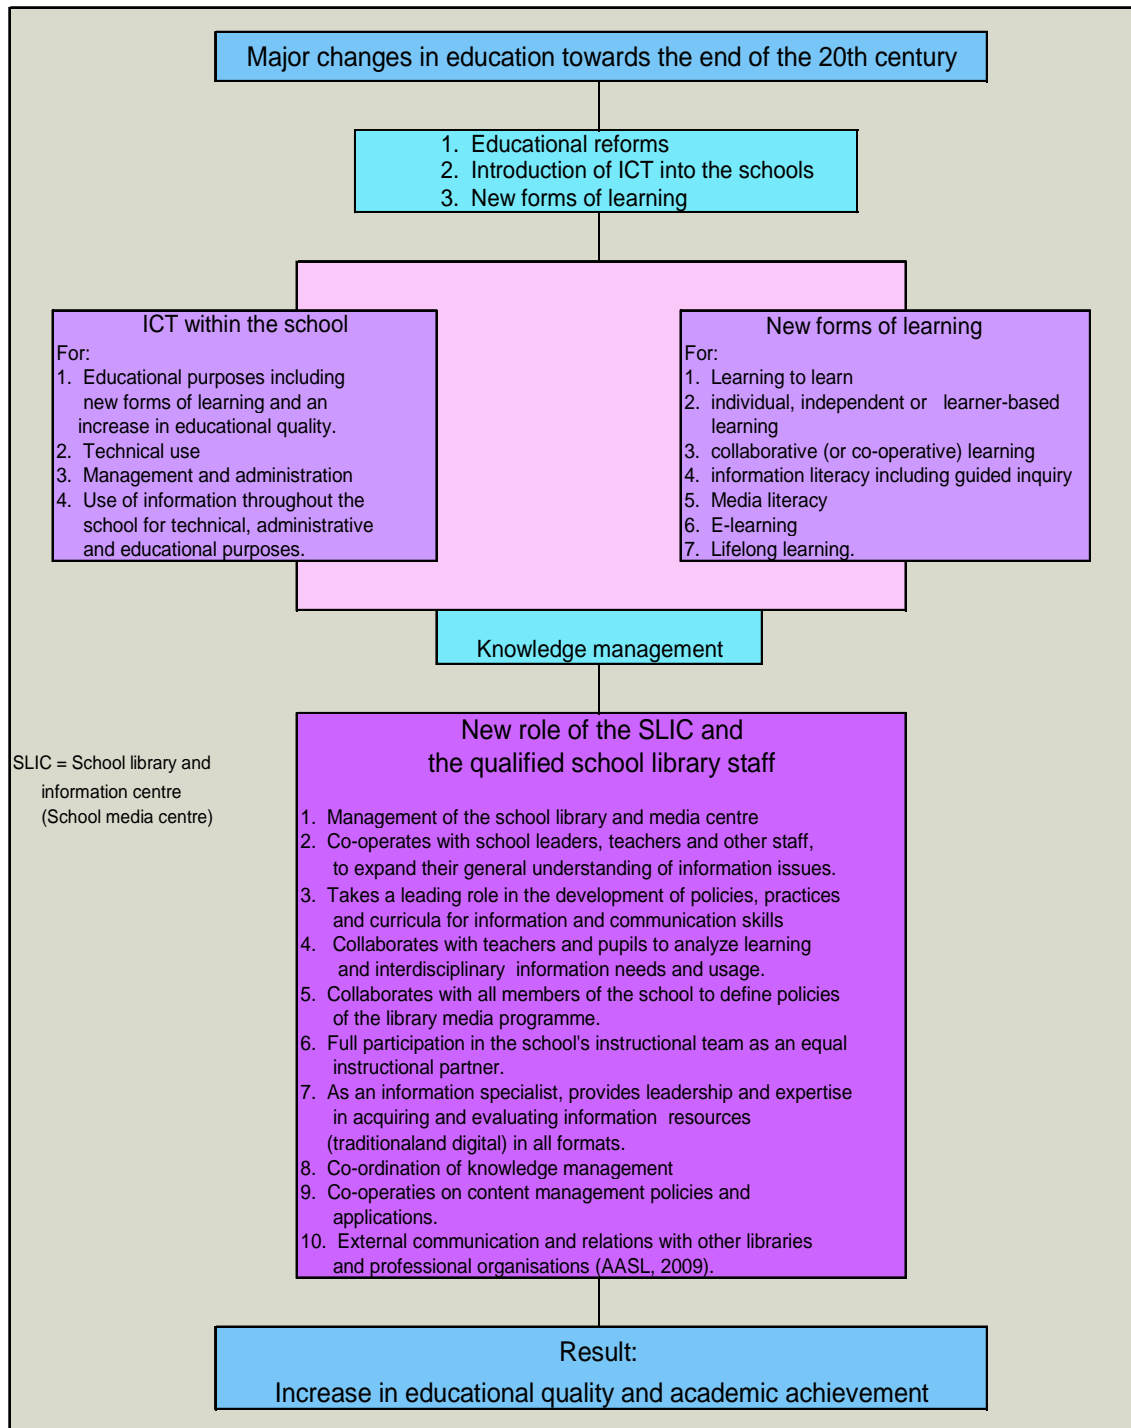 Major changes in education towards the end of the 20th century
1. Educational reforms
2. Introduction of ICT into the schools
3. New forms of learning
ICT within the school
For:
1. Educational purposes including
new forms of learning and an
increase in educational quality.
2. Technical use
3. Management and administration
4. Use of information throughout the
school for technical, administrative
and educational purposes.
New forms of learning
For:
1. Learning to learn
2. individual, independent or learner-based
learning
3. collaborative (or co-operative) learning
4. information literacy including guided inquiry
5. Media literacy
6. E-learning
7. Lifelong learning.
Knowledge management
SLIC = School library and
information centre
(School media centre)
New role of the SLIC and
the qualified school library staff
1. Management of the school library and media centre
2. Co-operates with school leaders, teachers and other staff,
to expand their general understanding of information issues.
3. Takes a leading role in the development of policies, practices
and curricula for information and communication skills
4. Collaborates with teachers and pupils to analyze learning
and interdisciplinary information needs and usage.
5. Collaborates with all members of the school to define policies
of the library media programme.
6. Full participation in the school's instructional team as an equal
instructional partner.
7. As an information specialist, provides leadership and expertise
in acquiring and evaluating information resources
(traditionaland digital) in all formats.
8. Co-ordination of knowledge management
9. Co-operaties on content management policies and
applications.
10. External communication and relations with other libraries
and professional organisations (AASL, 2009).
Result:
Increase in educational quality and academic achievement